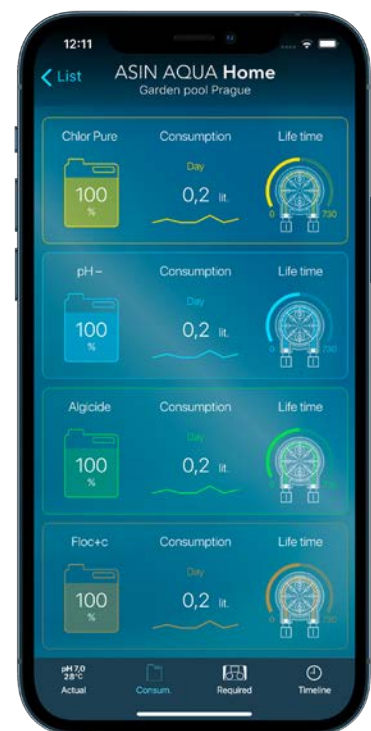 12:11
List
ASIN AQUA Home
Garden pool Prague
Chlor Pure Consumption Life time
Day
100 %
0,2 lit.
0 730
pH – Consumption Life time
Day
100 %
0,2 lit.
0 730
Algicide Consumption Life time
Day
100 %
0,2 lit.
0
Floc+c Consumption Life time
Day
100 %
0,2 lit.
0
pH 7,0
28°C
Actual Consum. Required Timeline